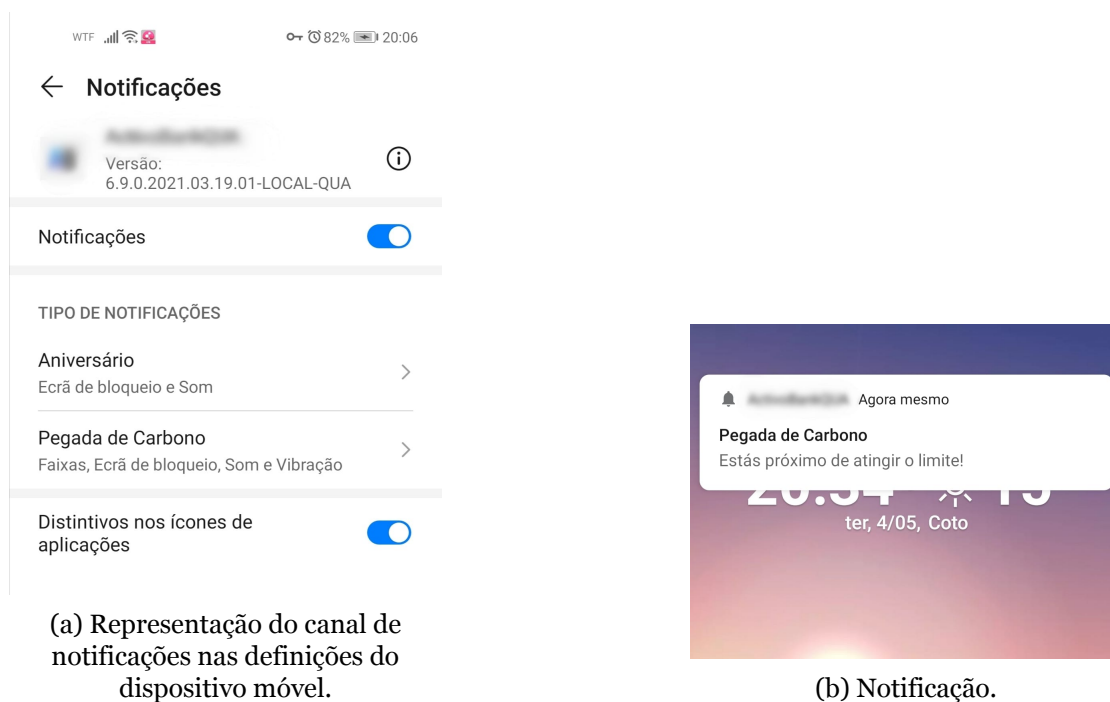 WTF 82% 20:06
Notificações
Versão:
6.9.0.2021.03.19.01-LOCAL-QUA
Notificações
TIPO DE NOTIFICAÇÕES
Aniversário
Ecrã de bloqueio e Som
Pegada de Carbono
Faixas, Ecrã de bloqueio, Som e Vibração
Distintivos nos ícones de
aplicações
(a) Representação do canal de
notificações nas definições do
dispositivo móvel.
Agora mesmo
Pegada de Carbono
Estás próximo de atingir o limite!
ter, 4/05, Coto
(b) Notificação.